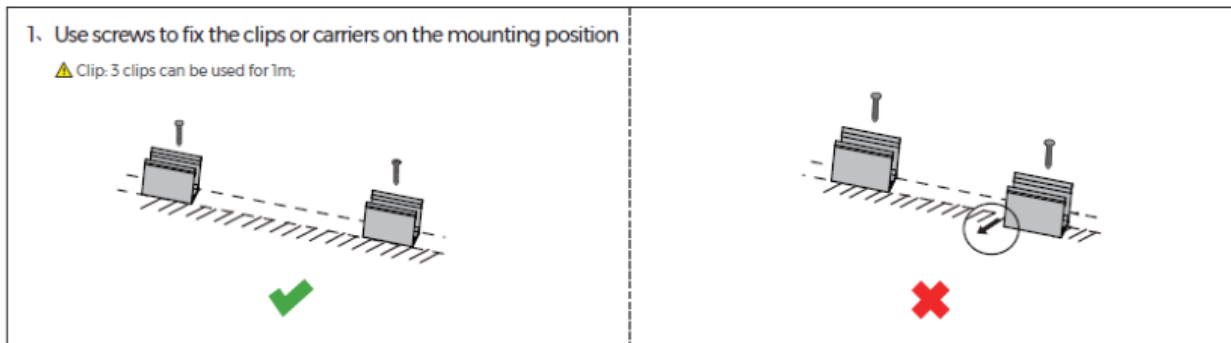 1、 Use screws to fix the clips or carriers on the mounting position
Clip: 3 clips can be used for 1m;